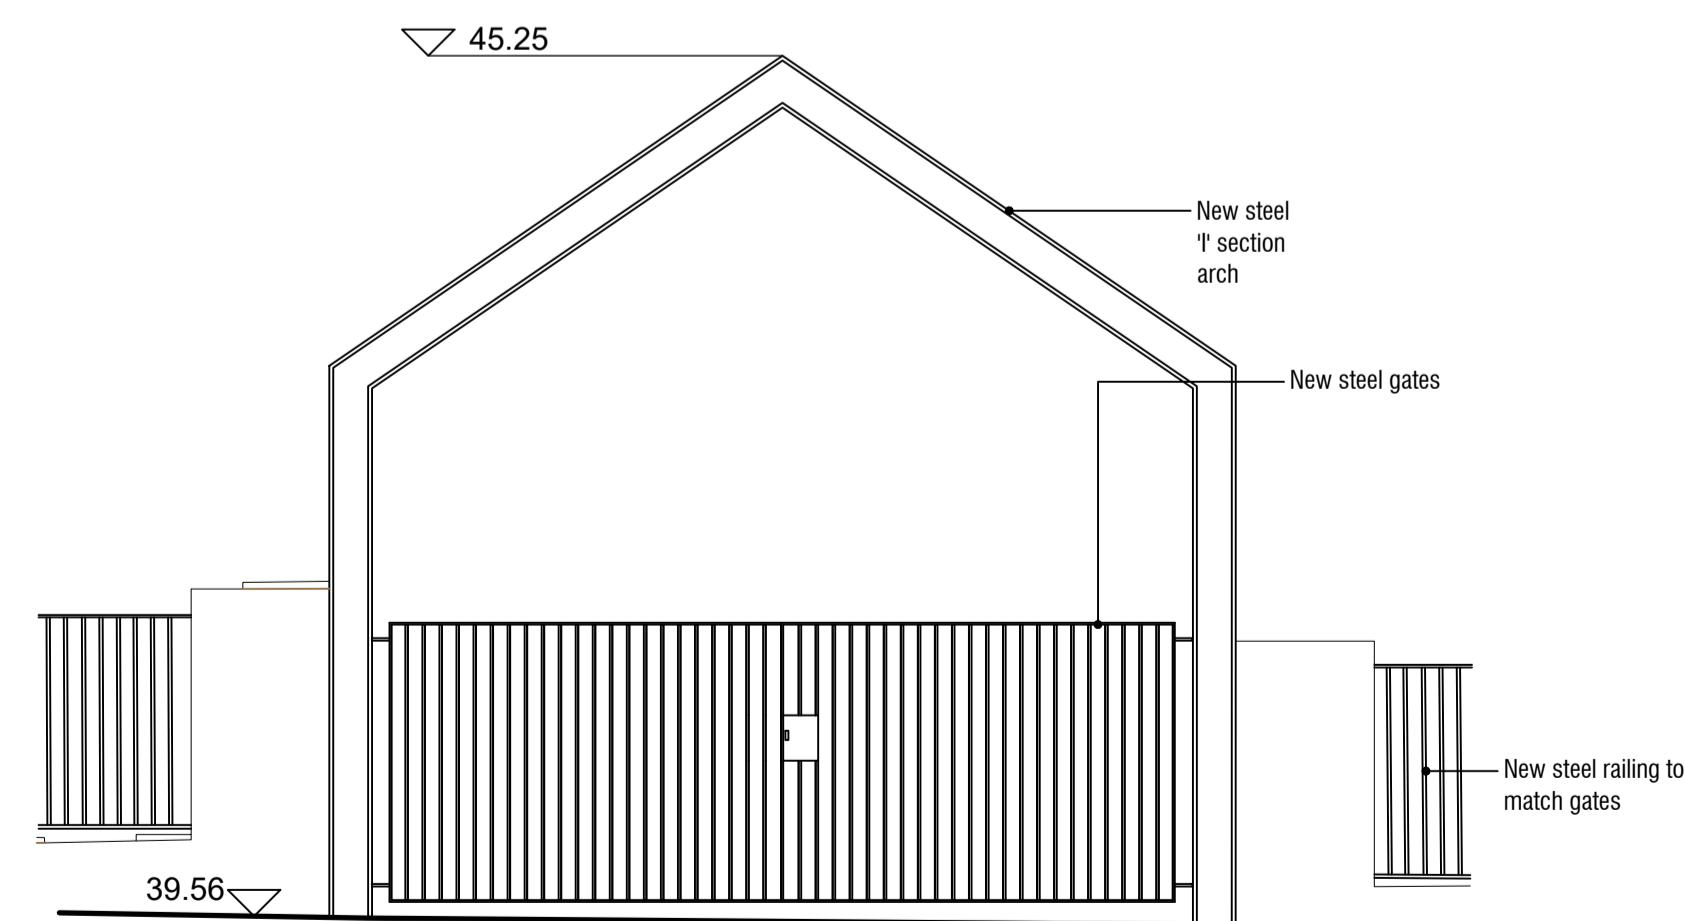 45.25
New steel
'I' section
arch
New steel gates
New steel railing to
match gates
39.56